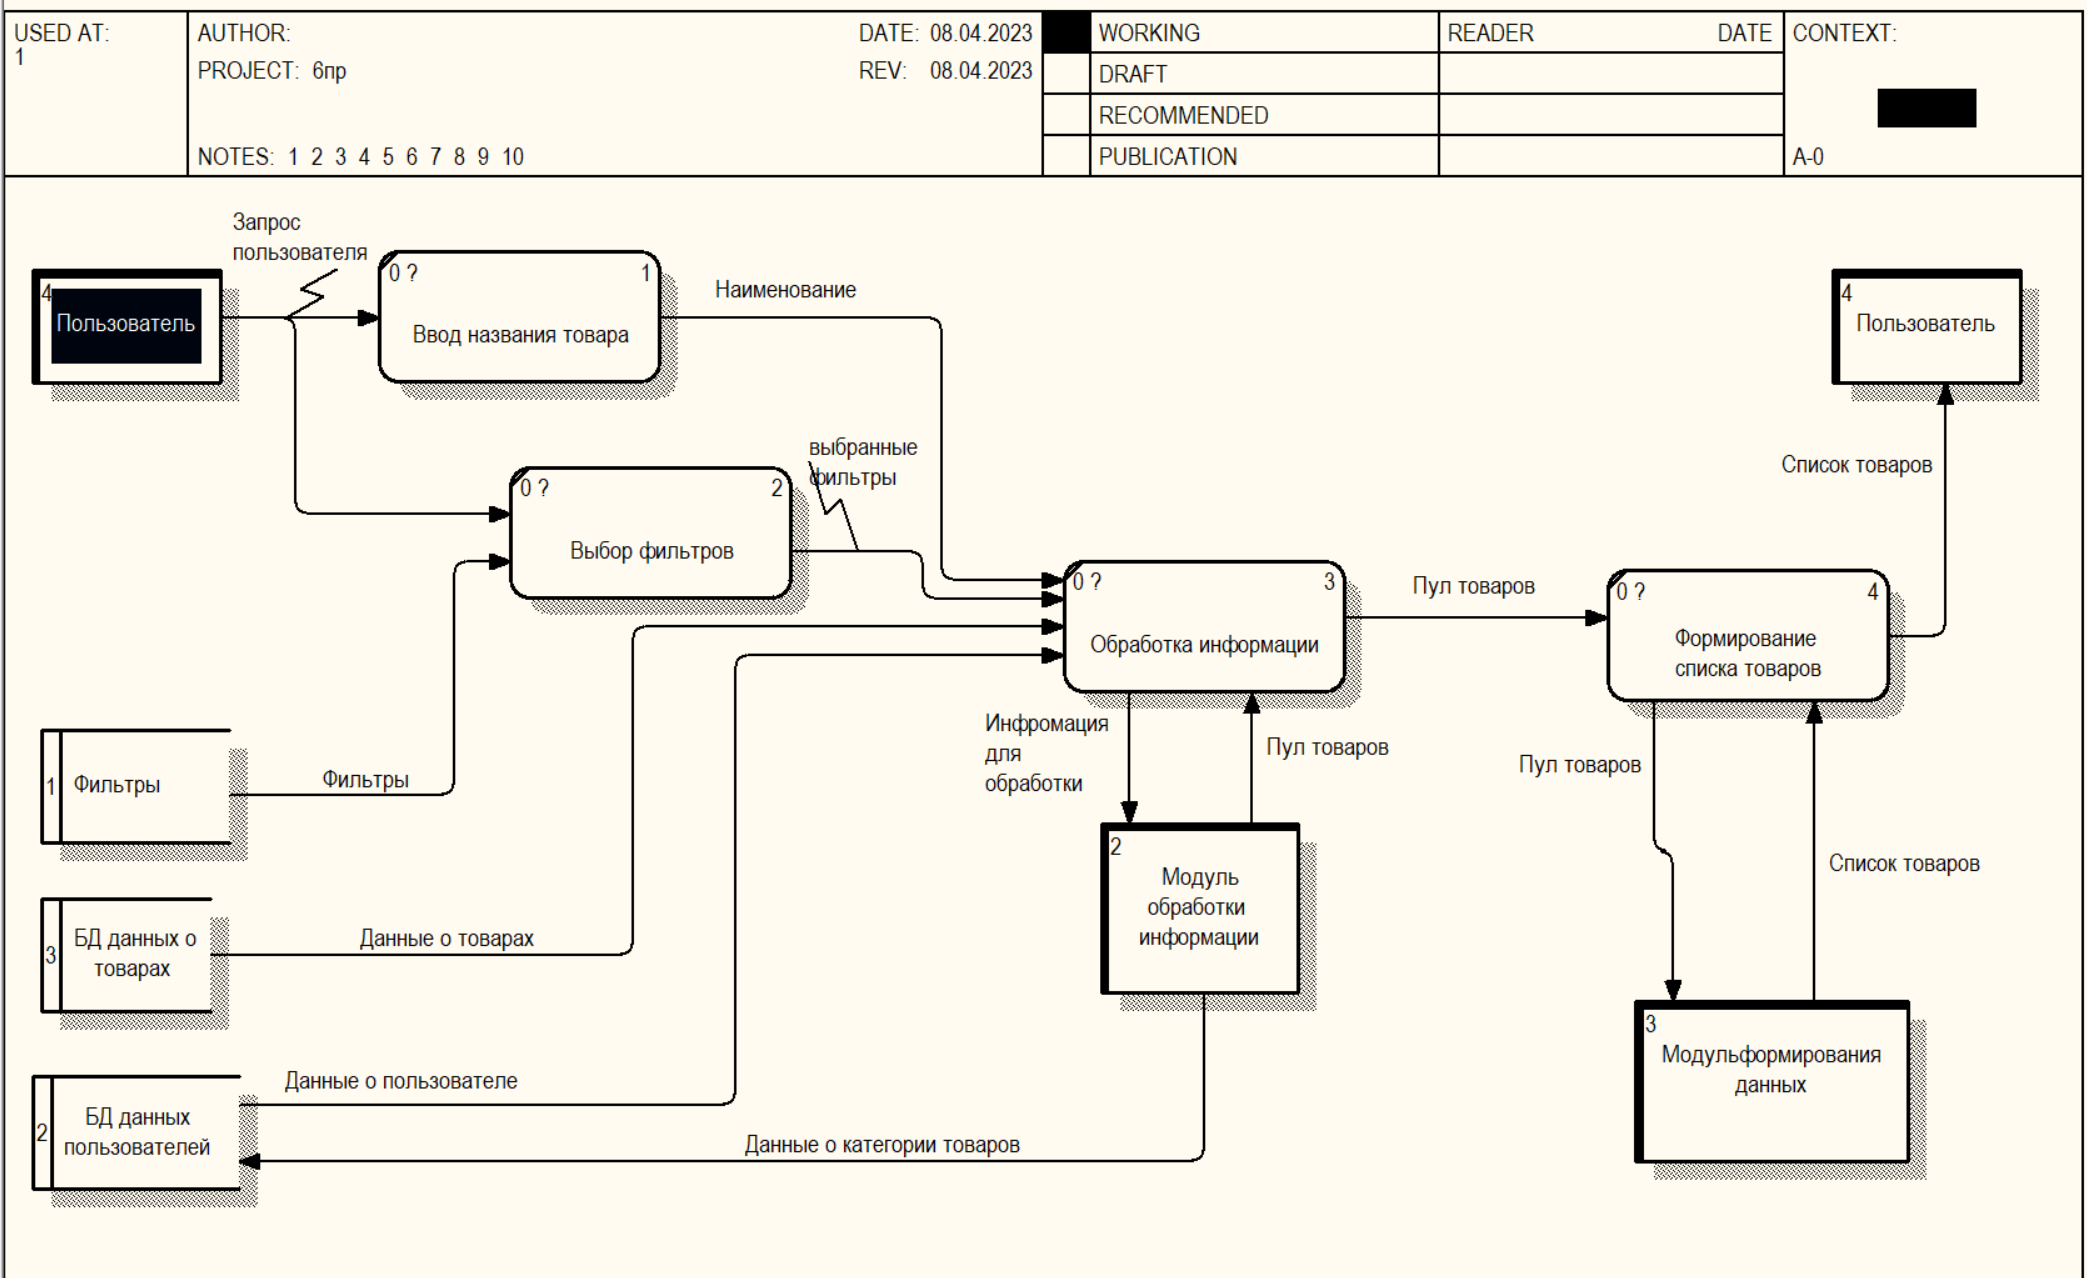 USED AT:
1
AUTHOR:
DATE: 08.04.2023
PROJECT: 6пр
REV: 08.04.2023
NOTES: 1 2 3 4 5 6 7 8 9 10
WORKING
DRAFT
RECOMMENDED
PUBLICATION
READER DATE
CONTEXT:
A-0
Запрос
пользователя
4
Пользователь
0 ? 1
Ввод названия товара
Наименование
4
Пользователь
выбранные
фильтры
Список товаров
0 ? 2
Выбор фильтров
0 ? 3
Обработка информации
Пул товаров
0 ? 4
Формирование
списка товаров
Инфромация
для
обработки
Пул товаров
Пул товаров
1 Фильтры
Фильтры
2
Модуль
обработки
информации
Список товаров
3
БД данных о
товарах
Данные о товарах
3
Модульформирования
данных
Данные о пользователе
2
БД данных
пользователей
Данные о категории товаров